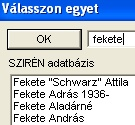 Válasszon egyet
OK fekete
SZIRÉN adatbázis
Fekete "Schwarz" Attila
Fekete Adrás 1936-
Fekete Aladárné
Fekete András